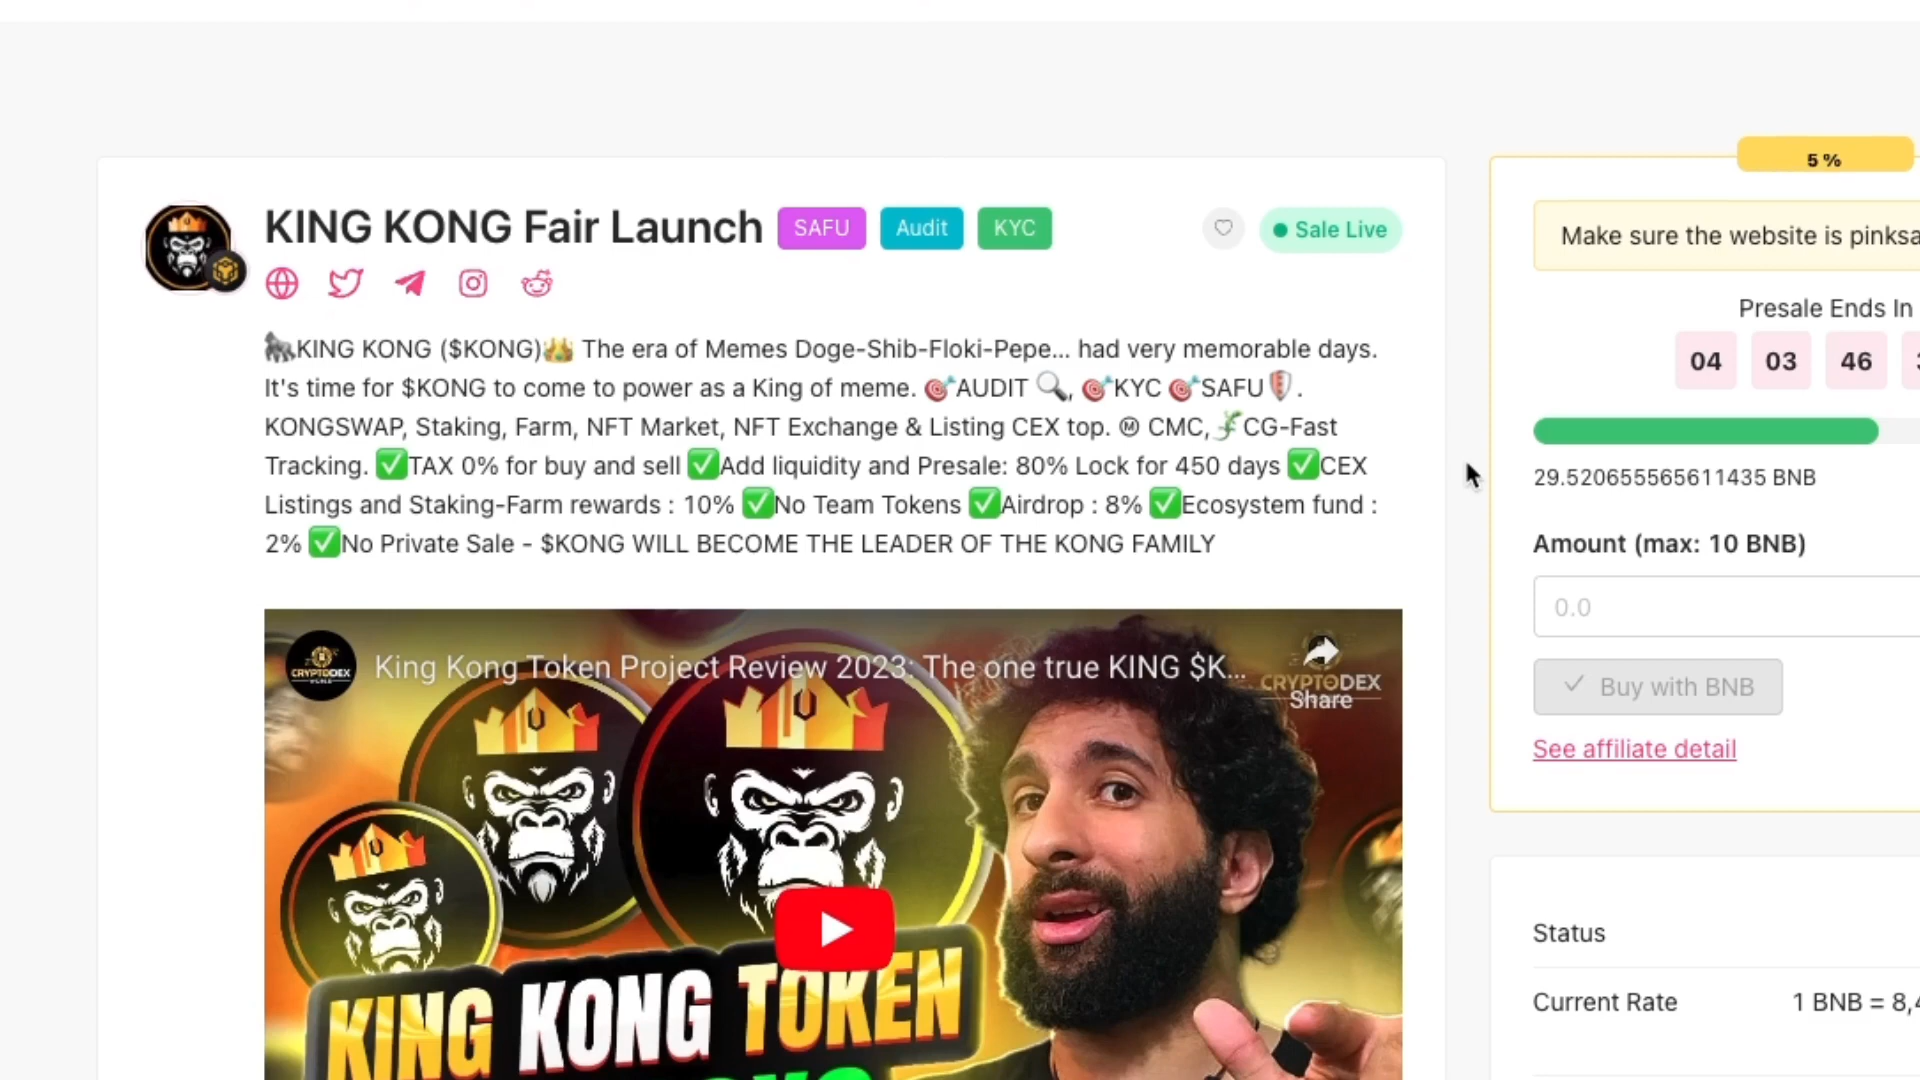 KING KONG Fair Launch SAFU Audit KYC
Sale Live
🦍KING KONG ($KONG)👑 The era of Memes Doge-Shib-Floki-Pepe... had very memorable days.
It's time for $KONG to come to power as a King of meme. 🎯AUDIT 🔍, 🎯KYC 🎯SAFU🛡.
KONGSWAP, Staking, Farm, NFT Market, NFT Exchange & Listing CEX top. Ⓜ CMC,🦎CG-Fast
Tracking. ✅TAX 0% for buy and sell ✅Add liquidity and Presale: 80% Lock for 450 days ✅CEX
Listings and Staking-Farm rewards : 10% ✅No Team Tokens ✅Airdrop : 8% ✅Ecosystem fund :
2% ✅No Private Sale - $KONG WILL BECOME THE LEADER OF THE KONG FAMILY
CRYPTODEX
King Kong Token Project Review 2023: The one true KING $K...
CRYPTODEX
Share
KING KONG TOKEN
5 %
Make sure the website is
Presale Ends In
04 03 46
29.520655565611435 BNB
Amount (max: 10 BNB)
0.0
Buy with BNB
See affiliate detail
Status
Current Rate 1 BNB = 8,